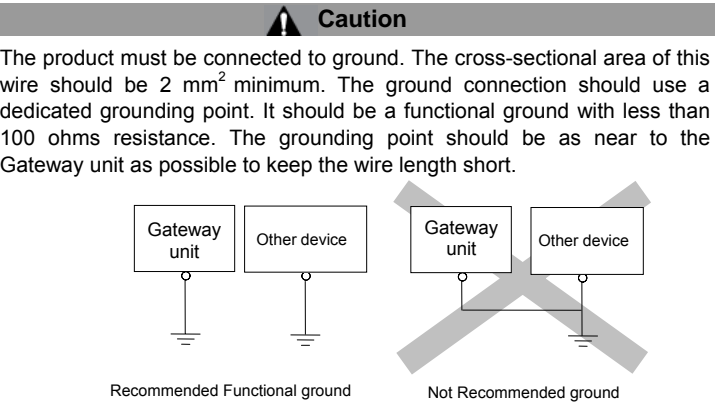 Caution
The product must be connected to ground. The cross-sectional area of this
wire should be 2 mm² minimum. The ground connection should use a
dedicated grounding point. It should be a functional ground with less than
100 ohms resistance. The grounding point should be as near to the
Gateway unit as possible to keep the wire length short.
Gateway
unit
Other device
Gateway
unit
Other device
Recommended Functional ground
Not Recommended ground